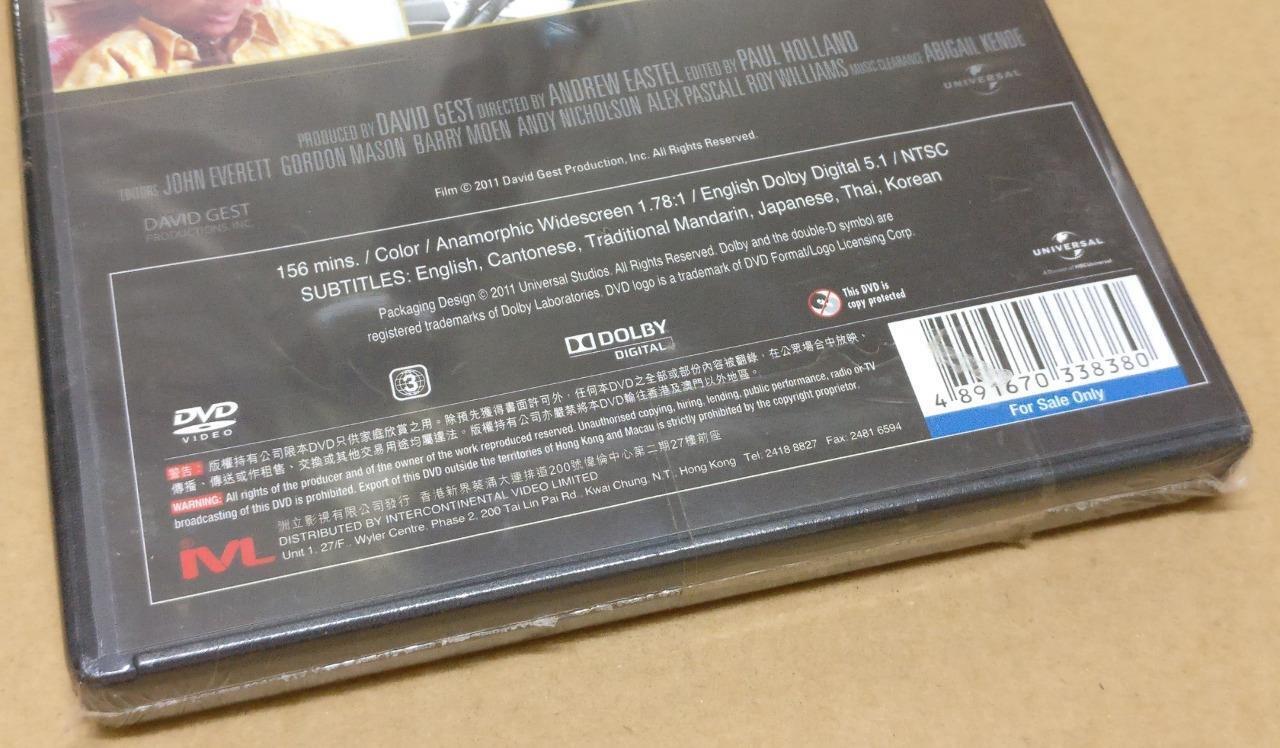 PRODUCED BY DAVID GEST DIRECTED BY ANDREW EASTEL EDITED BY PAUL HOLLAND
EDITORS JOHN EVERETT GORDON MASON BARRY MOEN ANDY NICHOLSON ALEX PASCALL ROY WILLIAMS MUSIC CLEARANCE ABIGAIL KENDE
UNIVERSAL
DAVID GEST
PRODUCTIONS, INC.
Film © 2011 David Gest Production, Inc. All Rights Reserved.
156 mins. / Color / Anamorphic Widescreen 1.78:1 / English Dolby Digital 5.1 / NTSC
SUBTITLES: English, Cantonese, Traditional Mandarin, Japanese, Thai, Korean
Packaging Design © 2011 Universal Studios. All Rights Reserved. Dolby and the double-D symbol are
registered trademarks of Dolby Laboratories. DVD logo is a trademark of DVD Format/Logo Licensing Corp.
UNIVERSAL
DOLBY
DIGITAL
This DVD is
copy protected
3
DVD
VIDEO
4 891670 338380
For Sale Only
警告： 版權持有公司限本DVD只供家庭欣賞之用。除預先獲得書面許可外，任何本DVD之全部或部份內容被翻錄，在公眾場合中放映、
傳播、傳送或作租售、交換或其他交易用途均屬違法。版權持有公司亦嚴禁將本DVD輸往香港及澳門以外地區。
WARNING: All rights of the producer and of the owner of the work reproduced reserved. Unauthorised copying, hiring, lending, public performance, radio or TV
broadcasting of this DVD is prohibited. Export of this DVD outside the territories of Hong Kong and Macau is strictly prohibited by the copyright proprietor.
IVL
洲立影視有限公司發行 香港新界葵涌大連排道200號偉倫中心第二期27樓前座
DISTRIBUTED BY INTERCONTINENTAL VIDEO LIMITED
Unit 1, 27/F., Wyler Centre, Phase 2, 200 Tai Lin Pai Rd., Kwai Chung, N.T., Hong Kong Tel: 2418 8827 Fax: 2481 6594